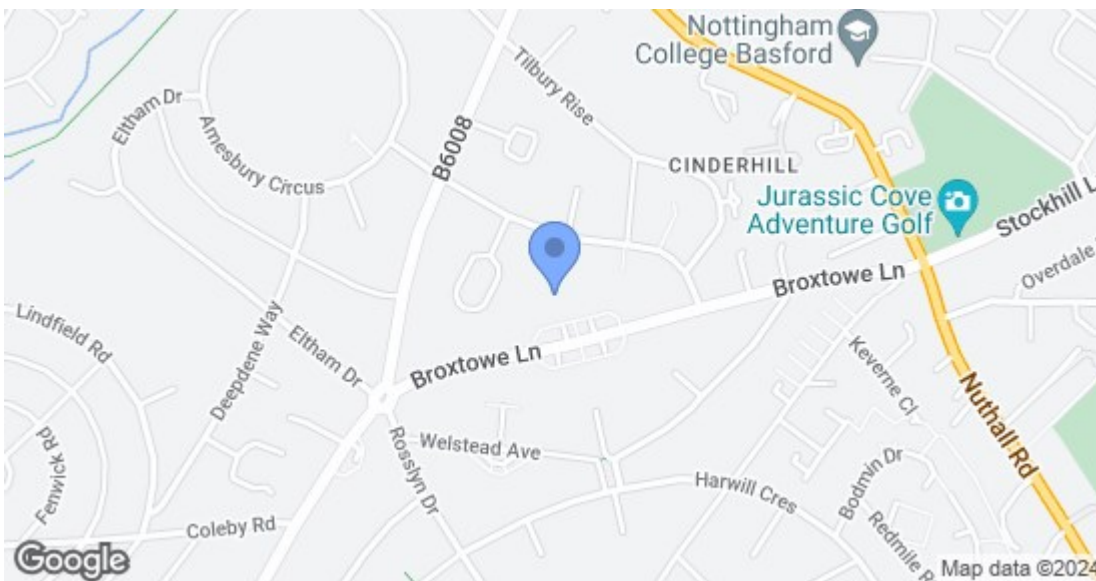 Nottingham
College Basford
Tilbury Rise
Eltham Dr
Amesbury Circus
B6008
CINDERHILL
Jurassic Cove
Adventure Golf
Stockhill L
Overdale
Broxtowe Ln
Lindfield Rd
Deepdene Way
Eltham Dr
Broxtowe Ln
Keverne Cl
Nuthall Rd
Fenwick Rd
Rosslyn Dr
Welstead Ave
Harwill Cres
Bodmin Dr
Redmile R
Coleby Rd
Google
Map data ©2024